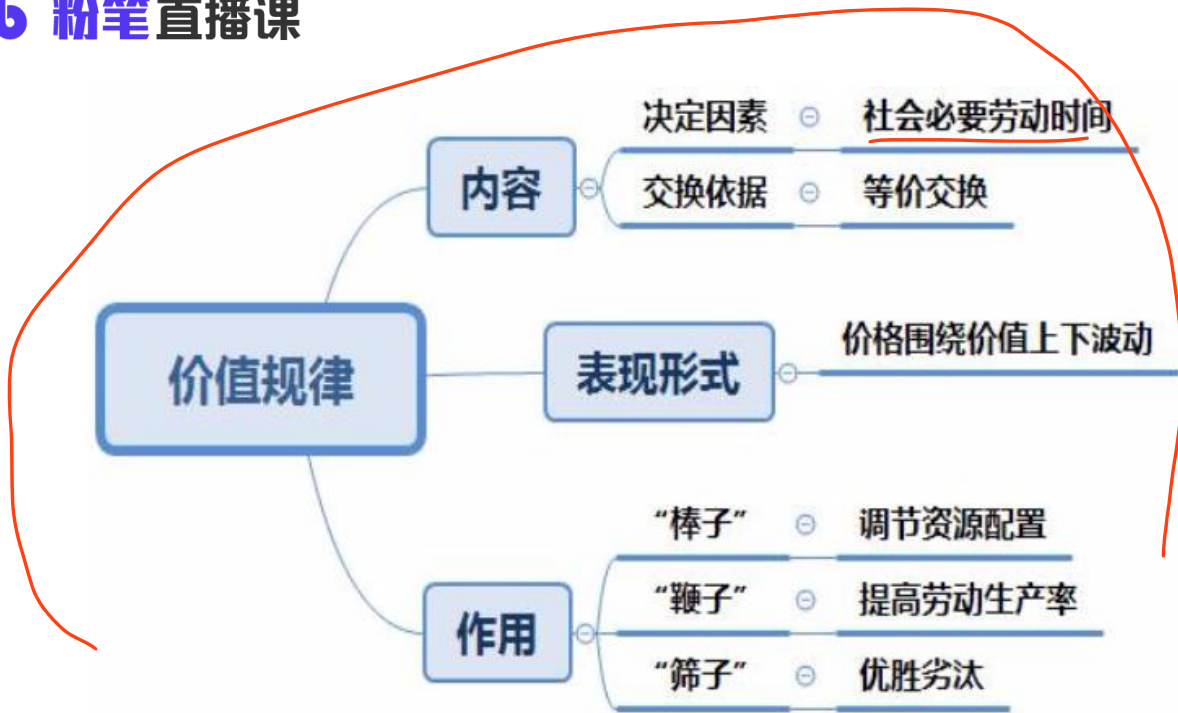 粉笔直播课
决定因素 社会必要劳动时间
内容
交换依据 等价交换
价格围绕价值上下波动
价值规律
表现形式
“棒子” 调节资源配置
“鞭子” 提高劳动生产率
作用
“筛子” 优胜劣汰